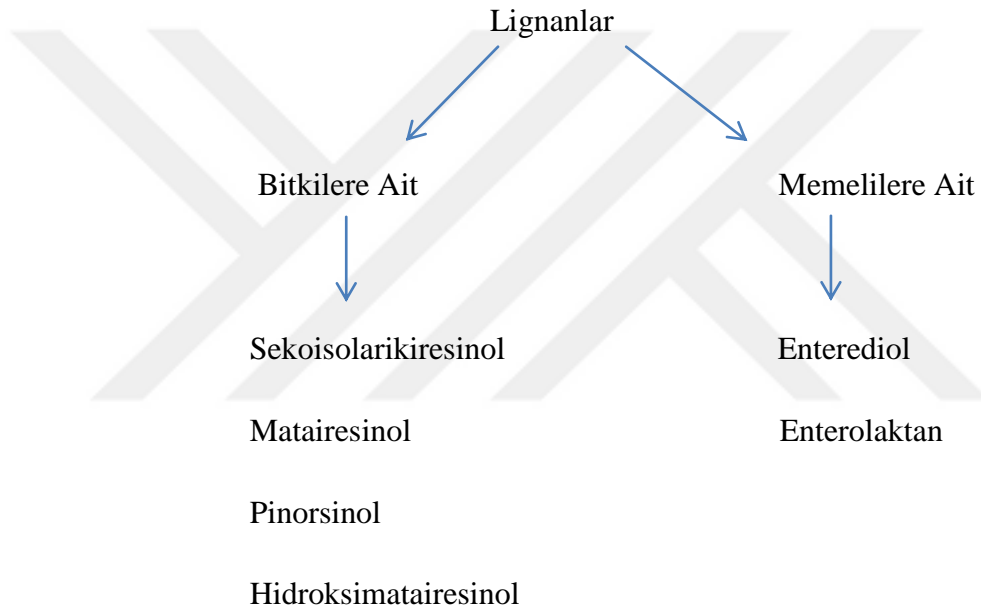 Lignanlar
Bitkilere Ait Memelilere Ait
Sekoisolarikiresinol Enterediol
Matairesinol Enterolaktan
Pinorsinol
Hidroksimatairesinol